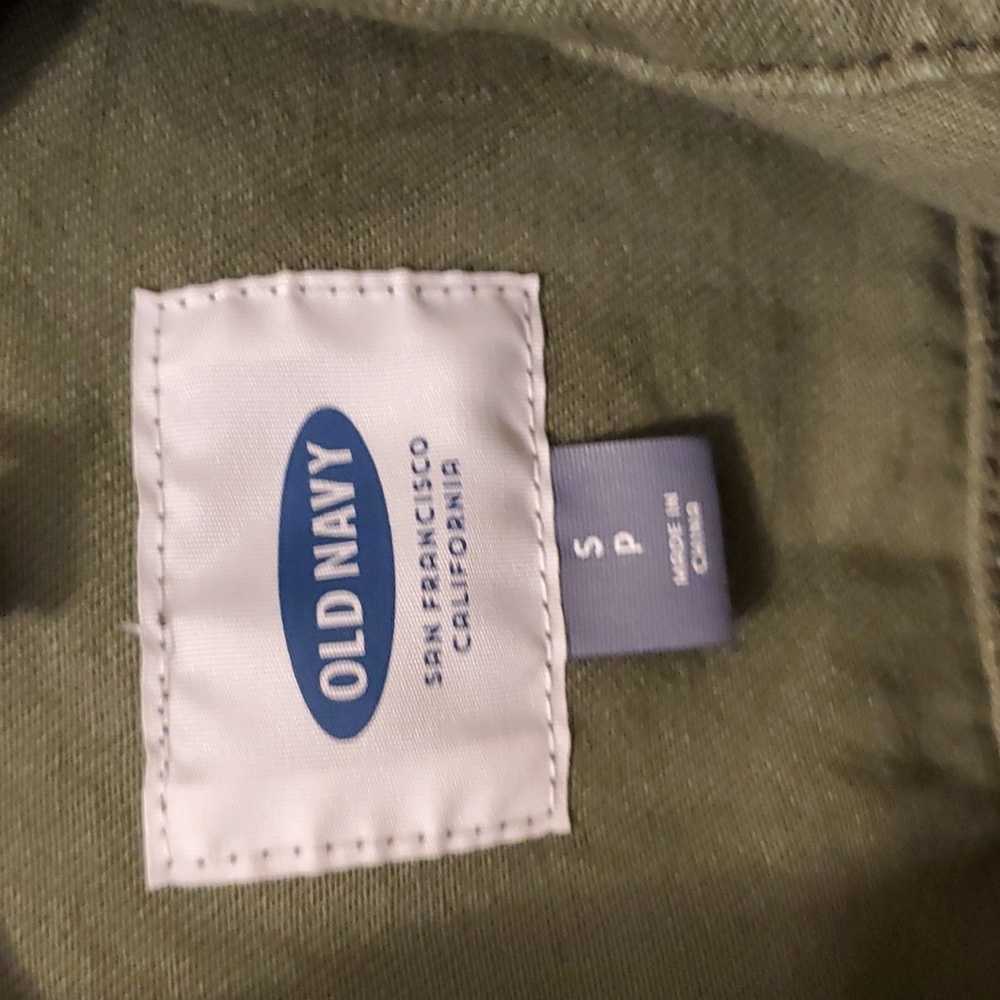 OLD NAVY
SAN FRANCISCO
CALIFORNIA
S
P
MADE IN
CHINA